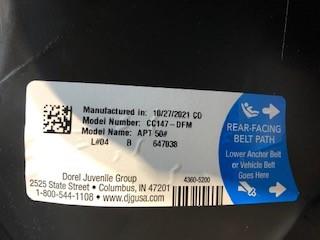 Manufactured in: 10/27/2021 CO
Model Number: CC147-DFM
Model Name: APT 50#
L#04 B 647038
Dorel Juvenile Group
2525 State Street • Columbus, IN 47201
1-800-544-1108 • www.djgusa.com
4360-5200
REAR-FACING
BELT PATH
Lower Anchor Belt
or Vehicle Belt
Goes Here